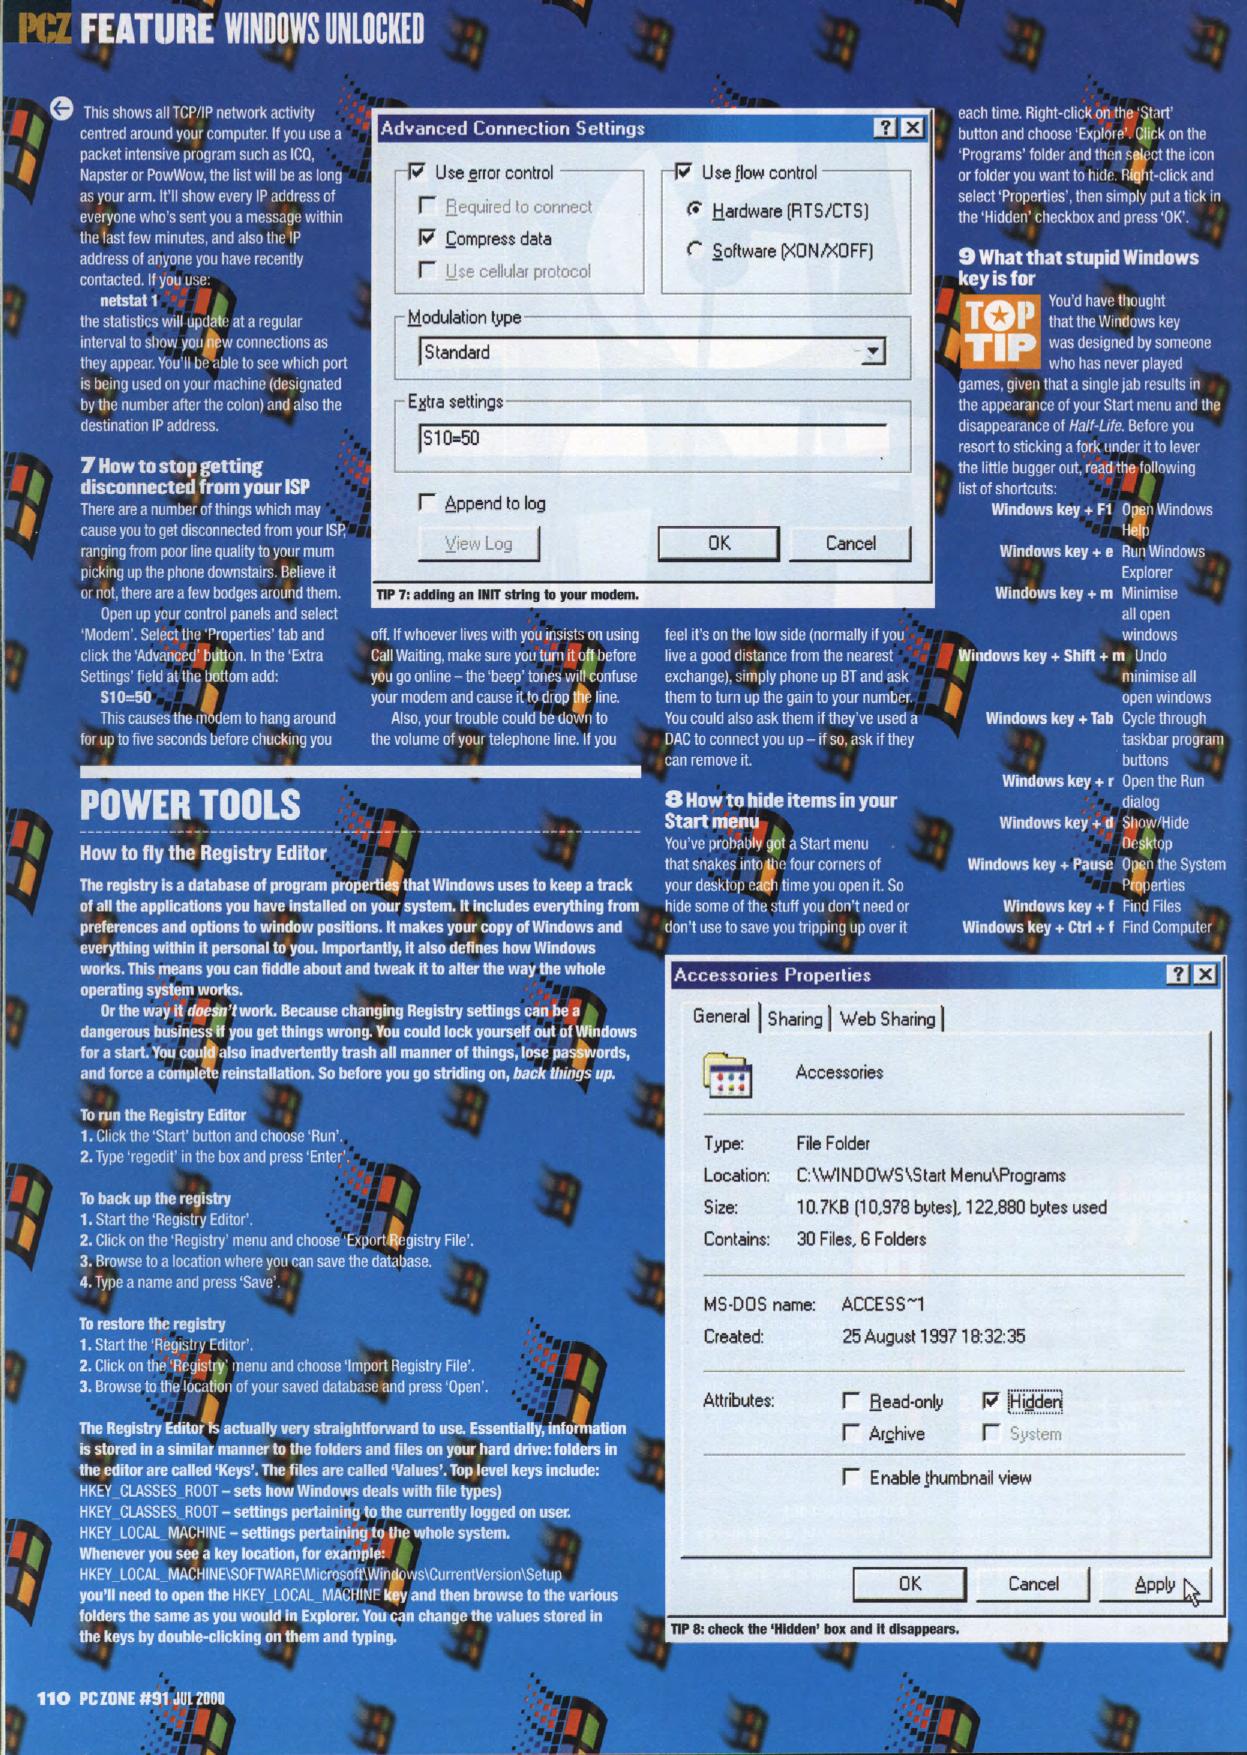 PCZ FEATURE WINDOWS UNLOCKED
This shows all TCP/IP network activity
centred around your computer. If you use a
packet intensive program such as ICQ,
Napster or PowWow, the list will be as long
as your arm. It'll show every IP address of
everyone who's sent you a message within
the last few minutes, and also the IP
address of anyone you have recently
contacted. If you use:
netstat 1
the statistics will update at a regular
interval to show you new connections as
they appear. You'll be able to see which port
is being used on your machine (designated
by the number after the colon) and also the
destination IP address.
7 How to stop getting
disconnected from your ISP
There are a number of things which may
cause you to get disconnected from your ISP,
ranging from poor line quality to your mum
picking up the phone downstairs. Believe it
or not, there are a few bodges around them.
Open up your control panels and select
'Modem'. Select the 'Properties' tab and
click the 'Advanced' button. In the 'Extra
Settings' field at the bottom add:
S10=50
This causes the modem to hang around
for up to five seconds before chucking you
Advanced Connection Settings
Use error control
Required to connect
Compress data
Use cellular protocol
Use flow control
Hardware (RTS/CTS)
Software (XON/XOFF)
Modulation type
Standard
Extra settings
S10=50
Append to log
View Log
OK
Cancel
TIP 7: adding an INIT string to your modem.
off. If whoever lives with you insists on using
Call Waiting, make sure you turn it off before
you go online – the 'beep' tones will confuse
your modem and cause it to drop the line.
Also, your trouble could be down to
the volume of your telephone line. If you
feel it's on the low side (normally if you
live a good distance from the nearest
exchange), simply phone up BT and ask
them to turn up the gain to your number.
You could also ask them if they've used a
DAC to connect you up – if so, ask if they
can remove it.
8 How to hide items in your
Start menu
You've probably got a Start menu
that snakes into the four corners of
your desktop each time you open it. So
hide some of the stuff you don't need or
don't use to save you tripping up over it
each time. Right-click on the 'Start'
button and choose 'Explore'. Click on the
'Programs' folder and then select the icon
or folder you want to hide. Right-click and
select 'Properties', then simply put a tick in
the 'Hidden' checkbox and press 'OK'.
9 What that stupid Windows
key is for
TOP
TIP
You'd have thought
that the Windows key
was designed by someone
who has never played
games, given that a single jab results in
the appearance of your Start menu and the
disappearance of Half-Life. Before you
resort to sticking a fork under it to lever
the little bugger out, read the following
list of shortcuts:
Windows key + F1 Open Windows
Help
Windows key + e Run Windows
Explorer
Windows key + m Minimise
all open
windows
Windows key + Shift + m Undo
minimise all
open windows
Windows key + Tab Cycle through
taskbar program
buttons
Windows key + r Open the Run
dialog
Windows key + d Show/Hide
Desktop
Windows key + Pause Open the System
Properties
Windows key + f Find Files
Windows key + Ctrl + f Find Computer
POWER TOOLS
How to fly the Registry Editor
The registry is a database of program properties that Windows uses to keep a track
of all the applications you have installed on your system. It includes everything from
preferences and options to window positions. It makes your copy of Windows and
everything within it personal to you. Importantly, it also defines how Windows
works. This means you can fiddle about and tweak it to alter the way the whole
operating system works.
Or the way it doesn't work. Because changing Registry settings can be a
dangerous business if you get things wrong. You could lock yourself out of Windows
for a start. You could also inadvertently trash all manner of things, lose passwords,
and force a complete reinstallation. So before you go striding on, back things up.
To run the Registry Editor
1. Click the 'Start' button and choose 'Run'.
2. Type 'regedit' in the box and press 'Enter'.
To back up the registry
1. Start the 'Registry Editor'.
2. Click on the 'Registry' menu and choose 'Export Registry File'.
3. Browse to a location where you can save the database.
4. Type a name and press 'Save'.
To restore the registry
1. Start the 'Registry Editor'.
2. Click on the 'Registry' menu and choose 'Import Registry File'.
3. Browse to the location of your saved database and press 'Open'.
The Registry Editor is actually very straightforward to use. Essentially, information
is stored in a similar manner to the folders and files on your hard drive: folders in
the editor are called 'Keys'. The files are called 'Values'. Top level keys include:
HKEY_CLASSES_ROOT – sets how Windows deals with file types)
HKEY_CLASSES_ROOT – settings pertaining to the currently logged on user.
HKEY_LOCAL_MACHINE – settings pertaining to the whole system.
Whenever you see a key location, for example:
HKEY_LOCAL_MACHINE\SOFTWARE\Microsoft\Windows\CurrentVersion\Setup
you'll need to open the HKEY_LOCAL_MACHINE key and then browse to the various
folders the same as you would in Explorer. You can change the values stored in
the keys by double-clicking on them and typing.
Accessories Properties
General
Sharing
Web Sharing
Accessories
Type: File Folder
Location: C:\WINDOWS\Start Menu\Programs
Size: 10.7KB (10,978 bytes), 122,880 bytes used
Contains: 30 Files, 6 Folders
MS-DOS name: ACCESS~1
Created: 25 August 1997 18:32:35
Attributes: Read-only Hidden
Archive System
Enable thumbnail view
OK
Cancel
Apply
TIP 8: check the 'Hidden' box and it disappears.
110 PC ZONE #91 JUL 2000